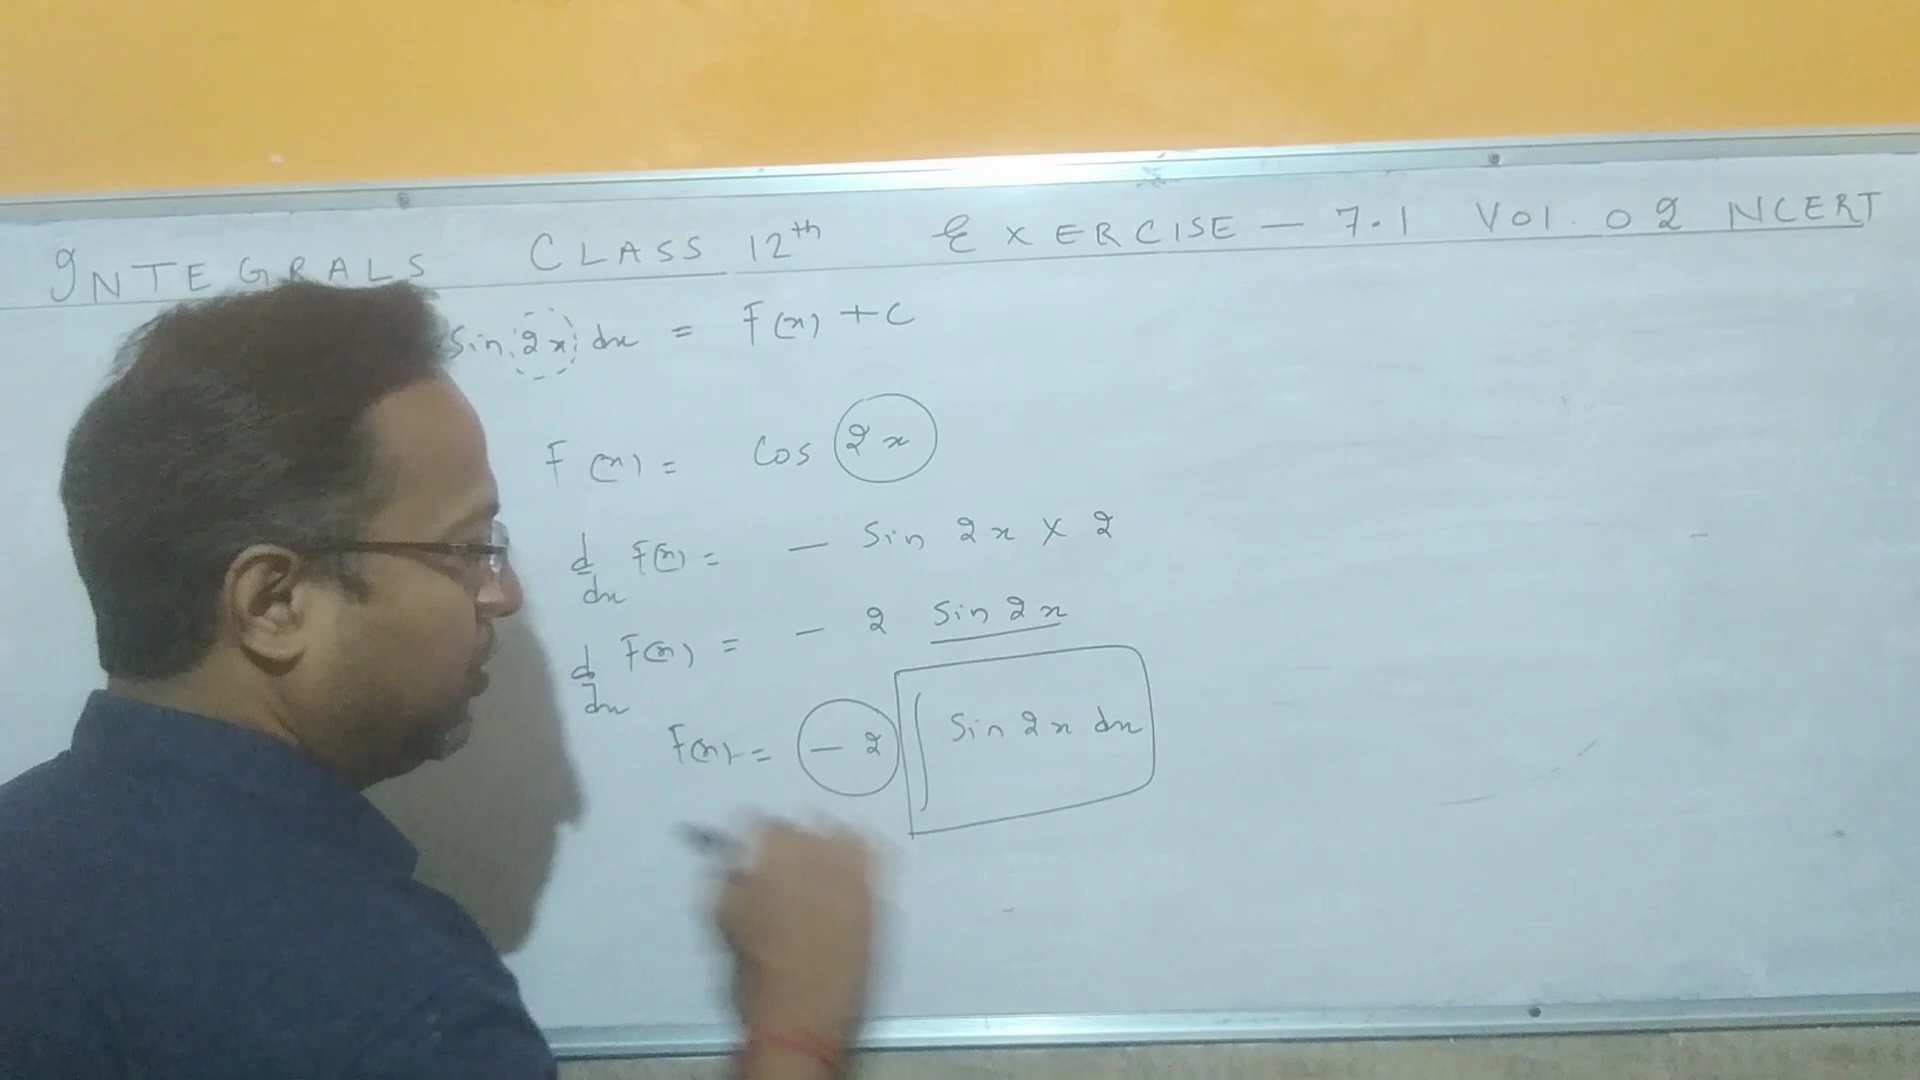 INTEGRALS CLASS 12th EXERCISE - 7.1 VOL. 02 NCERT
Sin 2x dx = F(x) + C
F(x) = Cos 2x
d/dx F(x) = - Sin 2x × 2
d/dx F(x) = - 2 Sin 2x
F(x) = - 2 ∫ Sin 2x dx